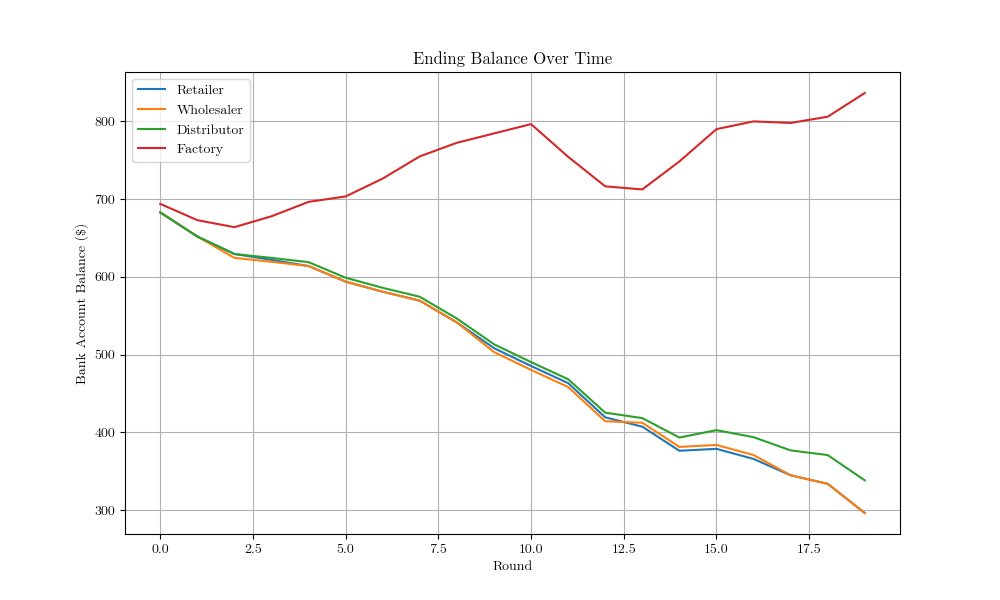 Ending Balance Over Time
Retailer
Wholesaler
Distributor
Factory
Bank Account Balance ($)
800
700
600
500
400
300
0.0 2.5 5.0 7.5 10.0 12.5 15.0 17.5
Round